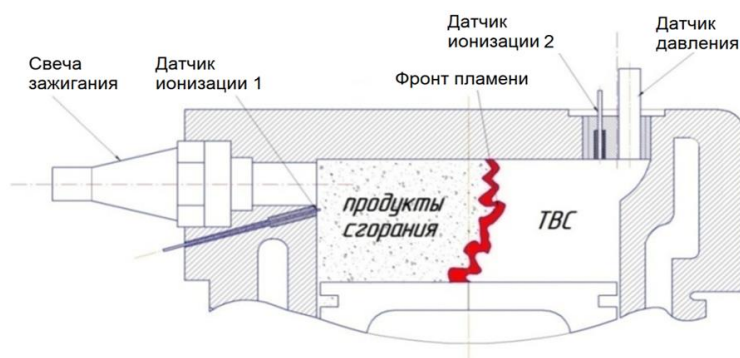 Свеча
зажигания
Датчик
ионизации 1
Фронт пламени
Датчик
ионизации 2
Датчик
давления
продукты
сгорания
ТВС